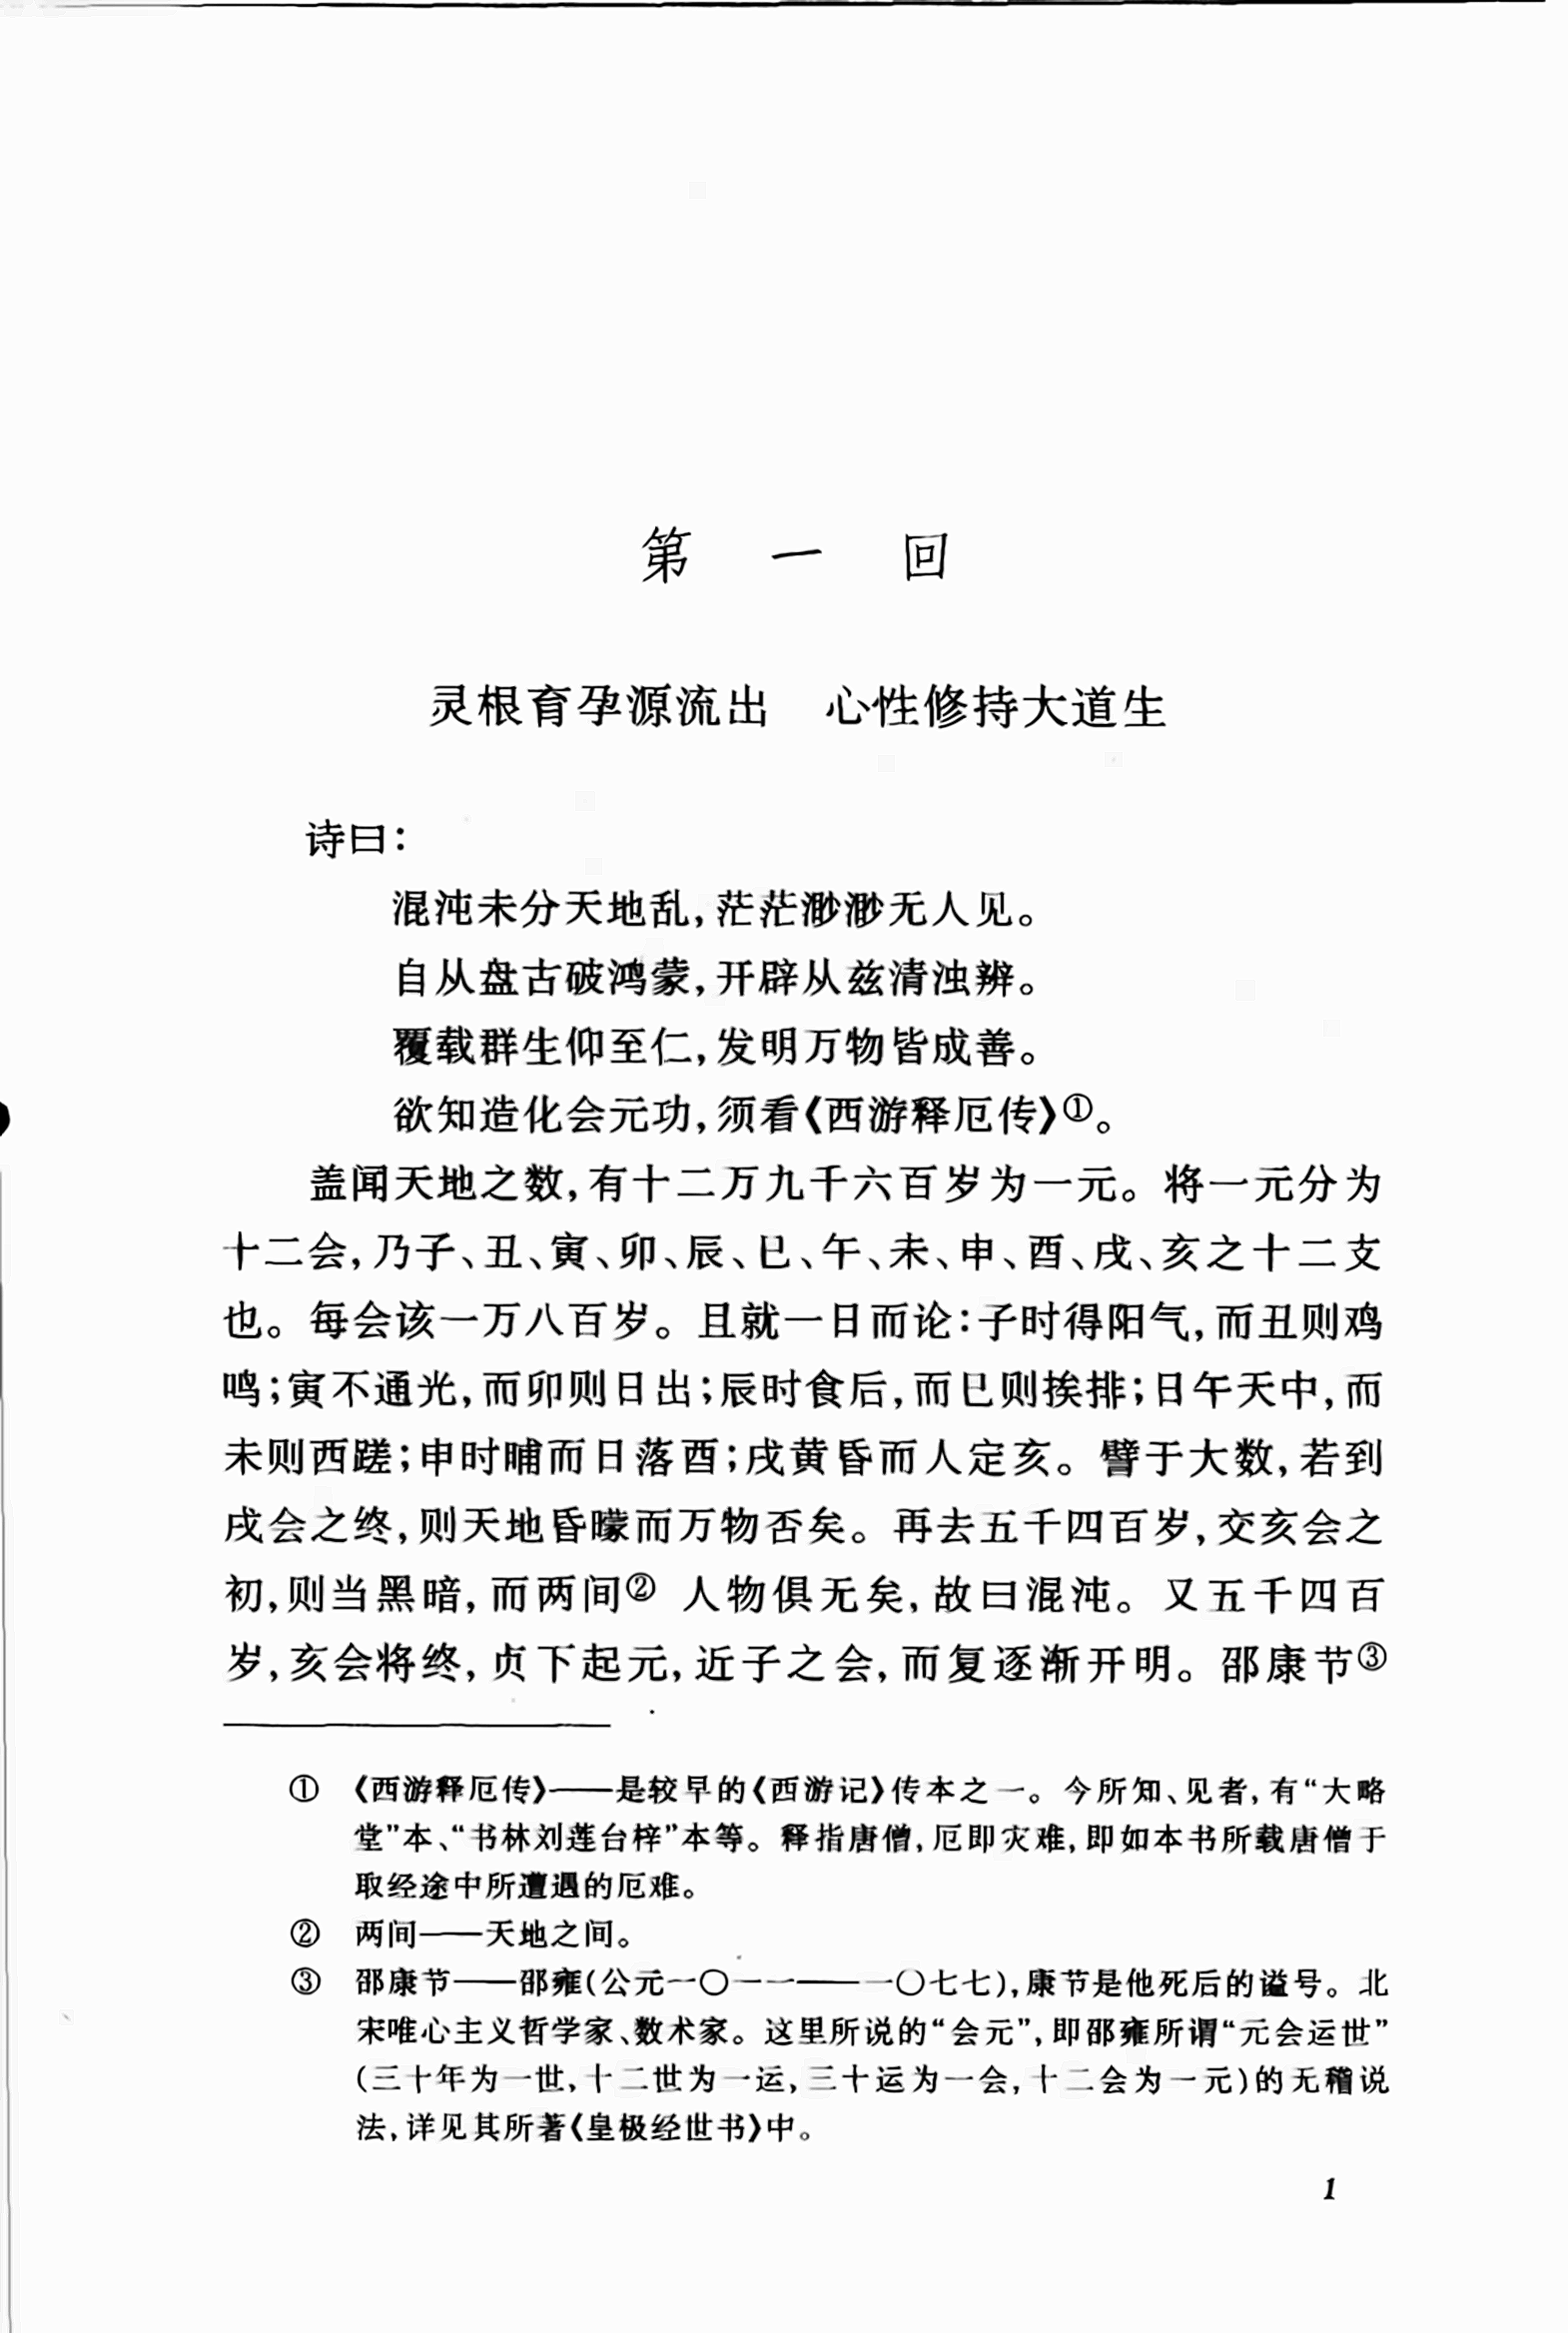 第一回
灵根育孕源流出　心性修持大道生
诗曰：
混沌未分天地乱，茫茫渺渺无人见。
自从盘古破鸿蒙，开辟从兹清浊辨。
覆载群生仰至仁，发明万物皆成善。
欲知造化会元功，须看《西游释厄传》①。
盖闻天地之数，有十二万九千六百岁为一元。将一元分为
十二会，乃子、丑、寅、卯、辰、巳、午、未、申、酉、戌、亥之十二支
也。每会该一万八百岁。且就一日而论：子时得阳气，而丑则鸡
鸣；寅不通光，而卯则日出；辰时食后，而巳则挨排；日午天中，而
未则西蹉；申时晡而日落酉；戌黄昏而人定亥。譬于大数，若到
戌会之终，则天地昏曚而万物否矣。再去五千四百岁，交亥会之
初，则当黑暗，而两间②人物俱无矣，故曰混沌。又五千四百
岁，亥会将终，贞下起元，近子之会，而复逐渐开明。邵康节③
①　《西游释厄传》——是较早的《西游记》传本之一。今所知、见者，有“大略
堂”本、“书林刘莲台梓”本等。释指唐僧，厄即灾难，即如本书所载唐僧于
取经途中所遭遇的厄难。
②　两间——天地之间。
③　邵康节——邵雍(公元一〇一一——一〇七七)，康节是他死后的谥号。北
宋唯心主义哲学家、数术家。这里所说的“会元”，即邵雍所谓“元会运世”
(三十年为一世，十二世为一运，三十运为一会，十二会为一元)的无稽说
法，详见其所著《皇极经世书》中。
1